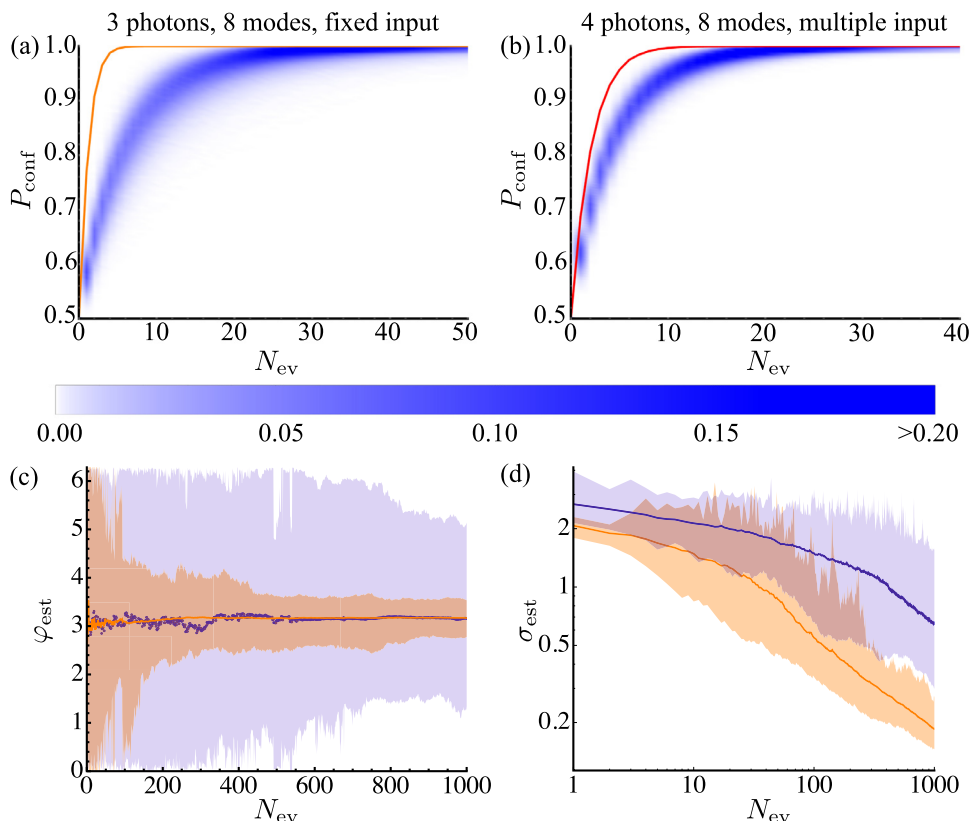 3 photons, 8 modes, fixed input
4 photons, 8 modes, multiple input
(a)
1.0
0.9
0.8
0.7
0.6
0.5
P_conf
0 10 20 30 40 50
N_ev
(b)
1.0
0.9
0.8
0.7
0.6
0.5
P_conf
0 10 20 30 40
N_ev
0.00 0.05 0.10 0.15 >0.20
(c)
6
5
4
3
2
1
0
φ_est
0 200 400 600 800 1000
N_ev
(d)
2
1
0.5
0.2
σ_est
1 10 100 1000
N_ev